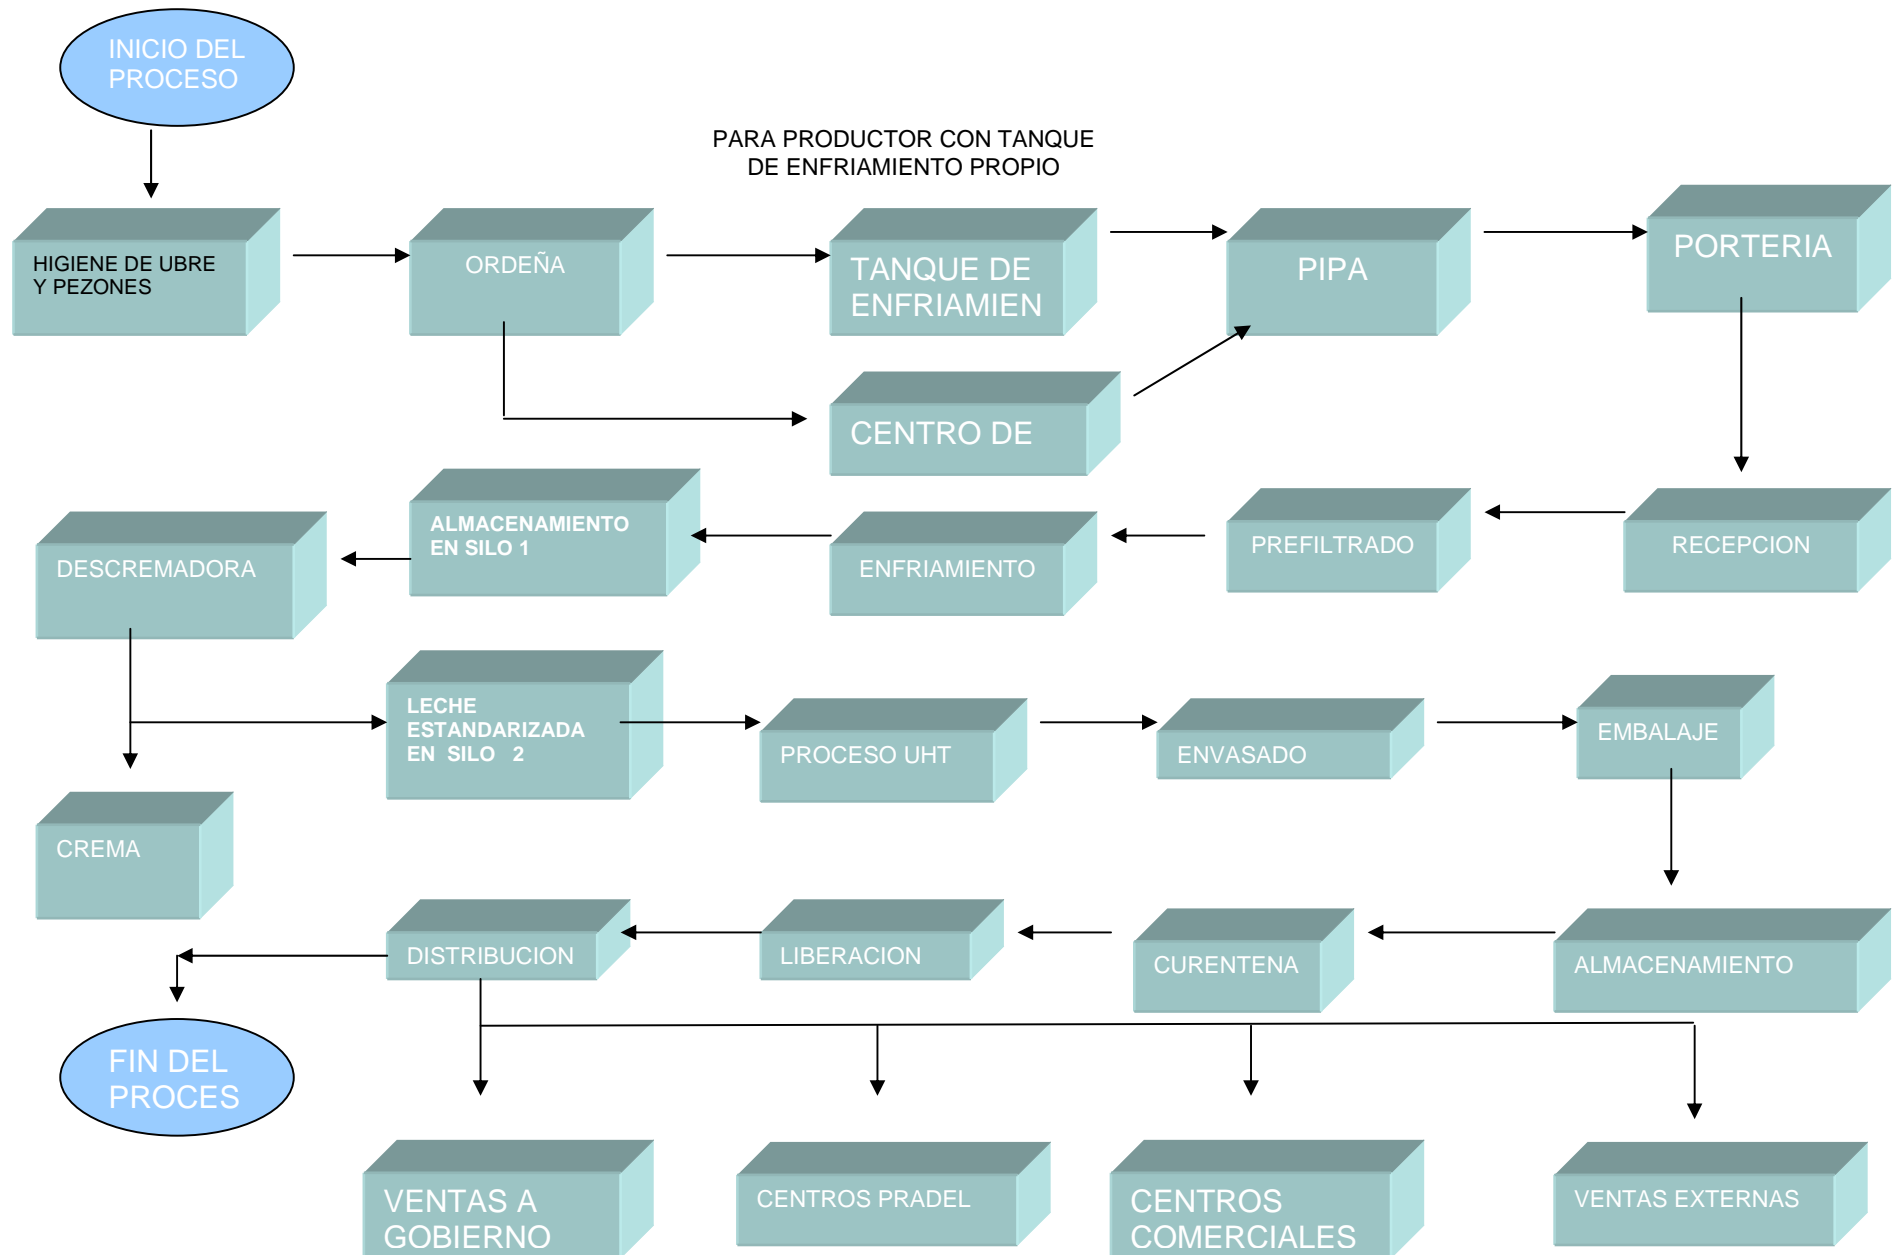 INICIO DEL
PROCESO
PARA PRODUCTOR CON TANQUE
DE ENFRIAMIENTO PROPIO
HIGIENE DE UBRE
Y PEZONES
ORDEÑA
TANQUE DE
ENFRIAMIEN
PIPA
PORTERIA
CENTRO DE
DESCREMADORA
ALMACENAMIENTO
EN SILO 1
ENFRIAMIENTO
PREFILTRADO
RECEPCION
LECHE
ESTANDARIZADA
EN SILO 2
PROCESO UHT
ENVASADO
EMBALAJE
CREMA
DISTRIBUCION
LIBERACION
CURENTENA
ALMACENAMIENTO
FIN DEL
PROCES
VENTAS A
GOBIERNO
CENTROS PRADEL
CENTROS
COMERCIALES
VENTAS EXTERNAS